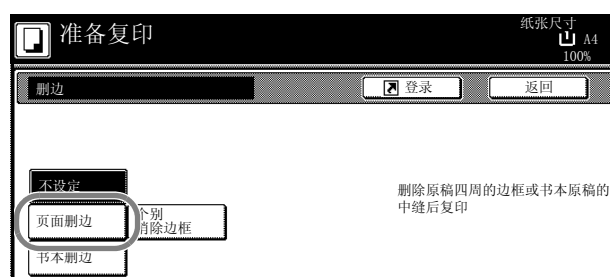 准备复印
纸张尺寸
A4
100%
删边
登录
返回
不设定
页面删边
个别
消除边框
书本删边
删除原稿四周的边框或书本原稿的
中缝后复印